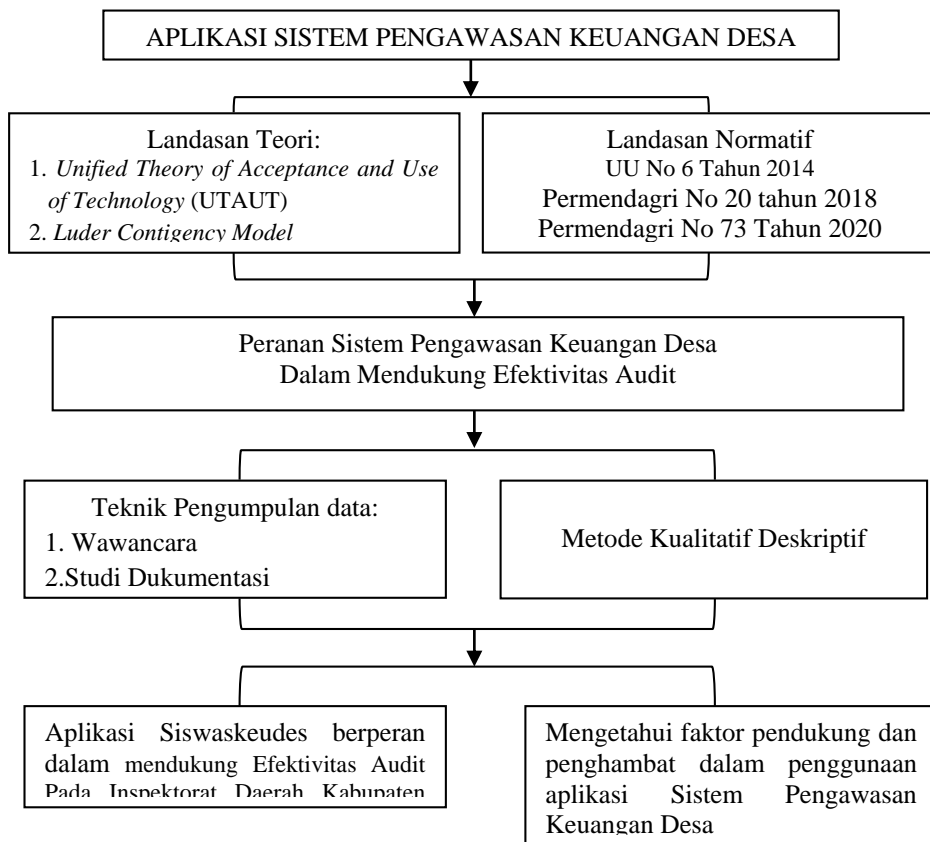 APLIKASI SISTEM PENGAWASAN KEUANGAN DESA
Landasan Teori:
1. Unified Theory of Acceptance and Use
of Technology (UTAUT)
2. Luder Contigency Model
Landasan Normatif
UU No 6 Tahun 2014
Permendagri No 20 tahun 2018
Permendagri No 73 Tahun 2020
Peranan Sistem Pengawasan Keuangan Desa
Dalam Mendukung Efektivitas Audit
Teknik Pengumpulan data:
1. Wawancara
2.Studi Dukumentasi
Metode Kualitatif Deskriptif
Aplikasi Siswaskeudes berperan
dalam mendukung Efektivitas Audit
Pada Inspektorat Daerah Kabupaten
Mengetahui faktor pendukung dan
penghambat dalam penggunaan
aplikasi Sistem Pengawasan
Keuangan Desa